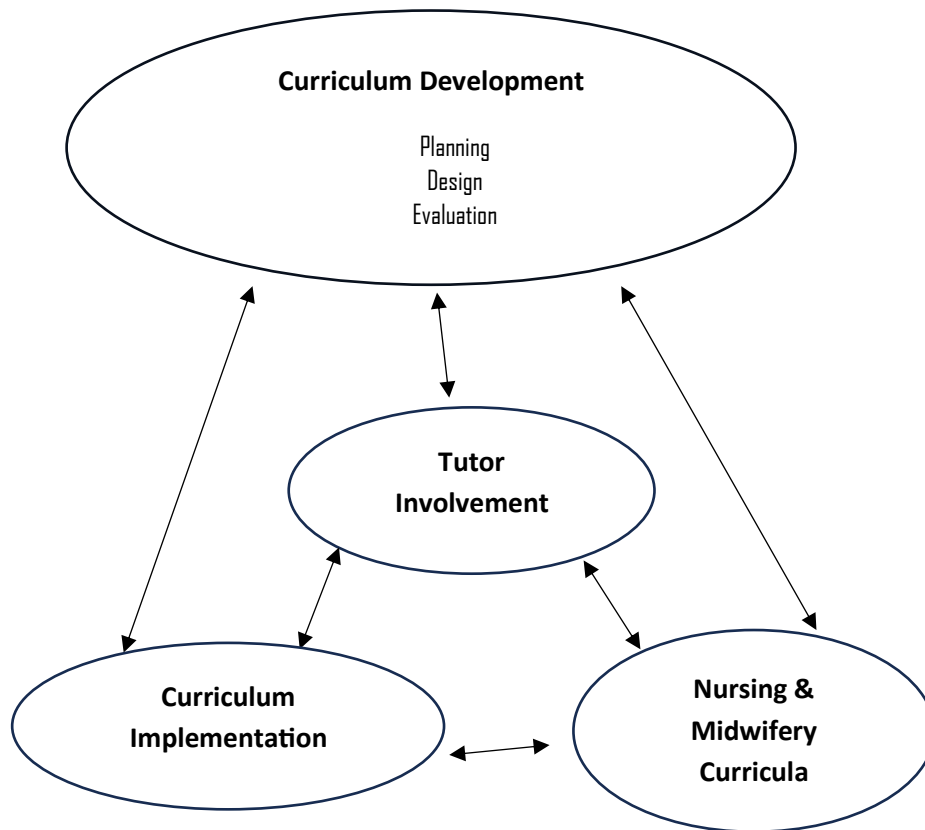 Curriculum Development
Planning
Design
Evaluation
Tutor
Involvement
Curriculum
Implementation
Nursing &
Midwifery
Curricula